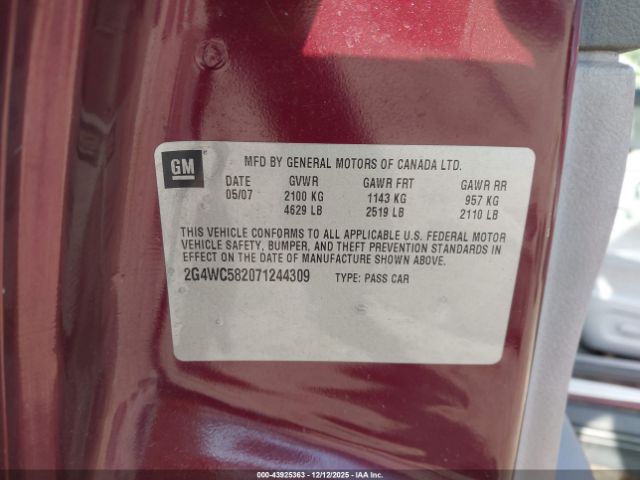 GM
MFD BY GENERAL MOTORS OF CANADA LTD.
DATE GVWR GAWR FRT GAWR RR
05/07 2100 KG 1143 KG 957 KG
4629 LB 2519 LB 2110 LB
THIS VEHICLE CONFORMS TO ALL APPLICABLE U.S. FEDERAL MOTOR
VEHICLE SAFETY, BUMPER, AND THEFT PREVENTION STANDARDS IN
EFFECT ON THE DATE OF MANUFACTURE SHOWN ABOVE.
2G4WC582071244309 TYPE: PASS CAR
000-43925363 - 12/12/2025 - IAAI.COM